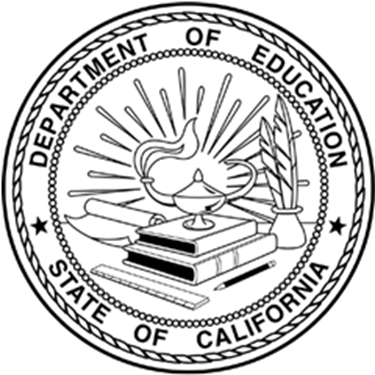 DEPARTMENT OF EDUCATION
STATE OF CALIFORNIA